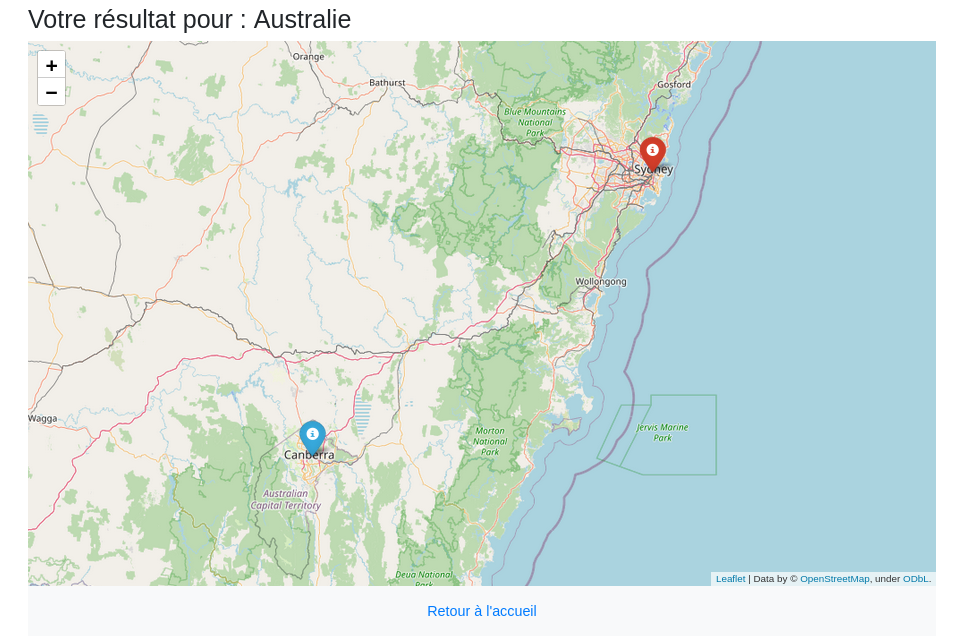 Votre résultat pour : Australie
+
−
Orange
Bathurst
Gosford
Blue Mountains
National
Park
Sydney
Wollongong
Wagga
Canberra
Morton
National
Park
Jervis Marine
Park
Australian
Capital Territory
Deua National
Park
Leaflet | Data by © OpenStreetMap, under ODbL.
Retour à l'accueil